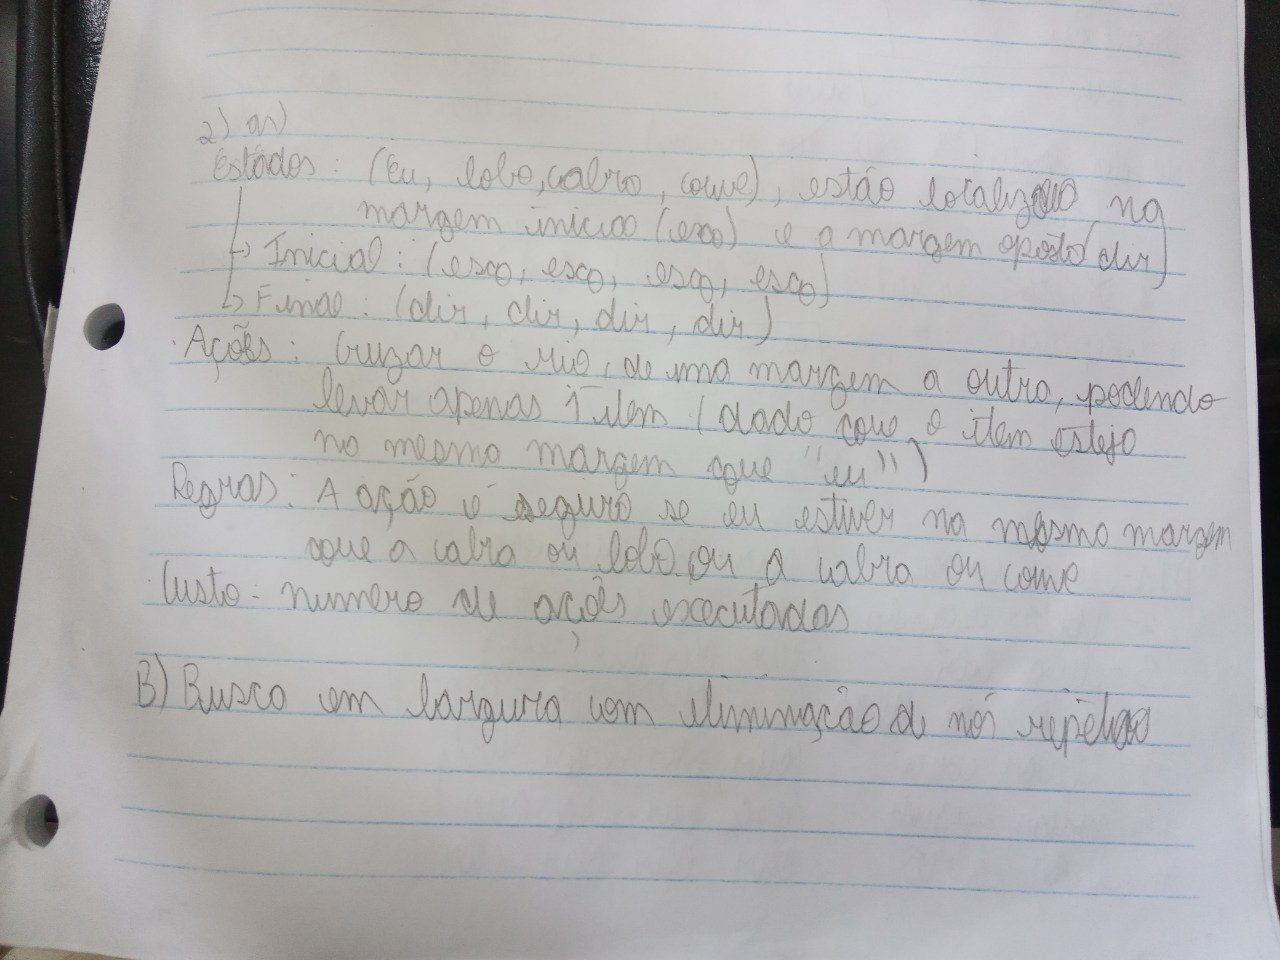 2) a)
Estados: (eu, lobo, cabra, couve), estão localizado na
margem inicial (esq) e a margem oposta (dir)
↳ Inicial: (esq, esq, esq, esq)
↳ Final: (dir, dir, dir, dir)
· Ações: Cruzar o rio, de uma margem a outra, podendo
levar apenas 1 item (dado que o item esteja
na mesma margem que "eu")
Regras: A ação é segura se eu estiver na mesma margem
que a cabra ou lobo ou a cabra ou couve
· Custo - numero de ações executadas
B) Busca em largura com eliminação de nós repetido